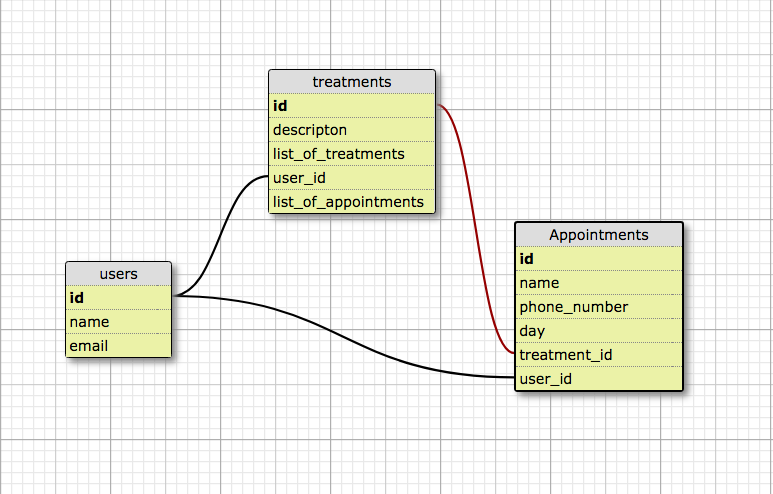 treatments
id
descripton
list_of_treatments
user_id
list_of_appointments
users
id
name
email
Appointments
id
name
phone_number
day
treatment_id
user_id